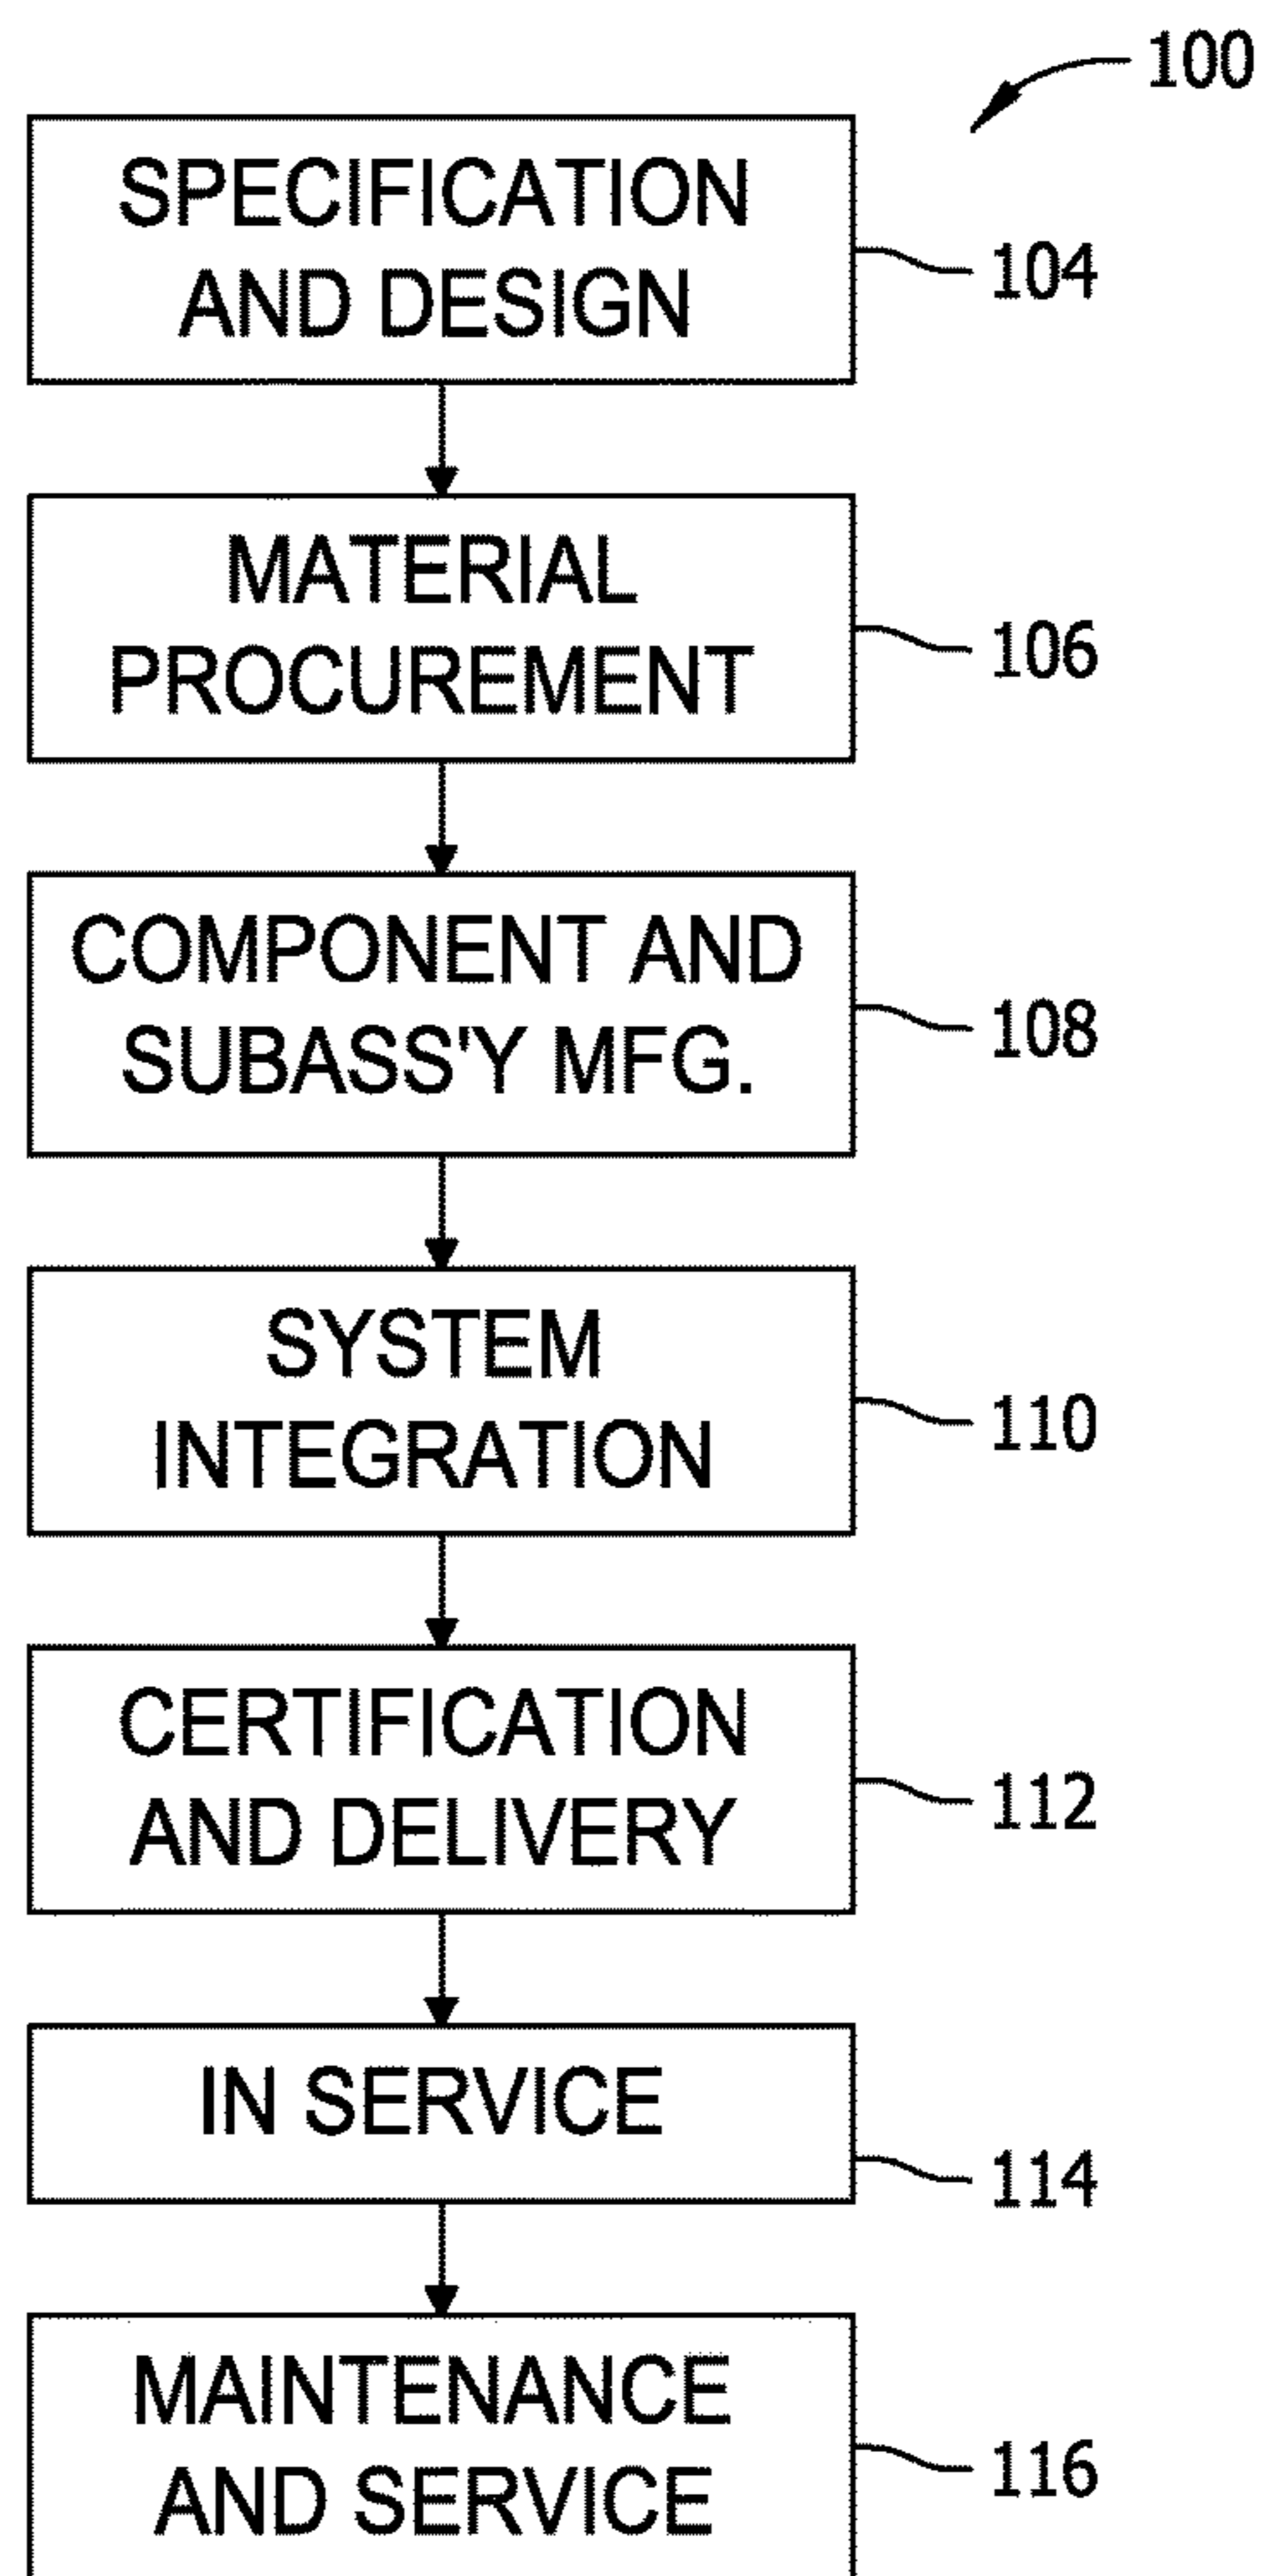 100
SPECIFICATION
AND DESIGN
104
MATERIAL
PROCUREMENT
106
COMPONENT AND
SUBASS'Y MFG.
108
SYSTEM
INTEGRATION
110
CERTIFICATION
AND DELIVERY
112
IN SERVICE
114
MAINTENANCE
AND SERVICE
116